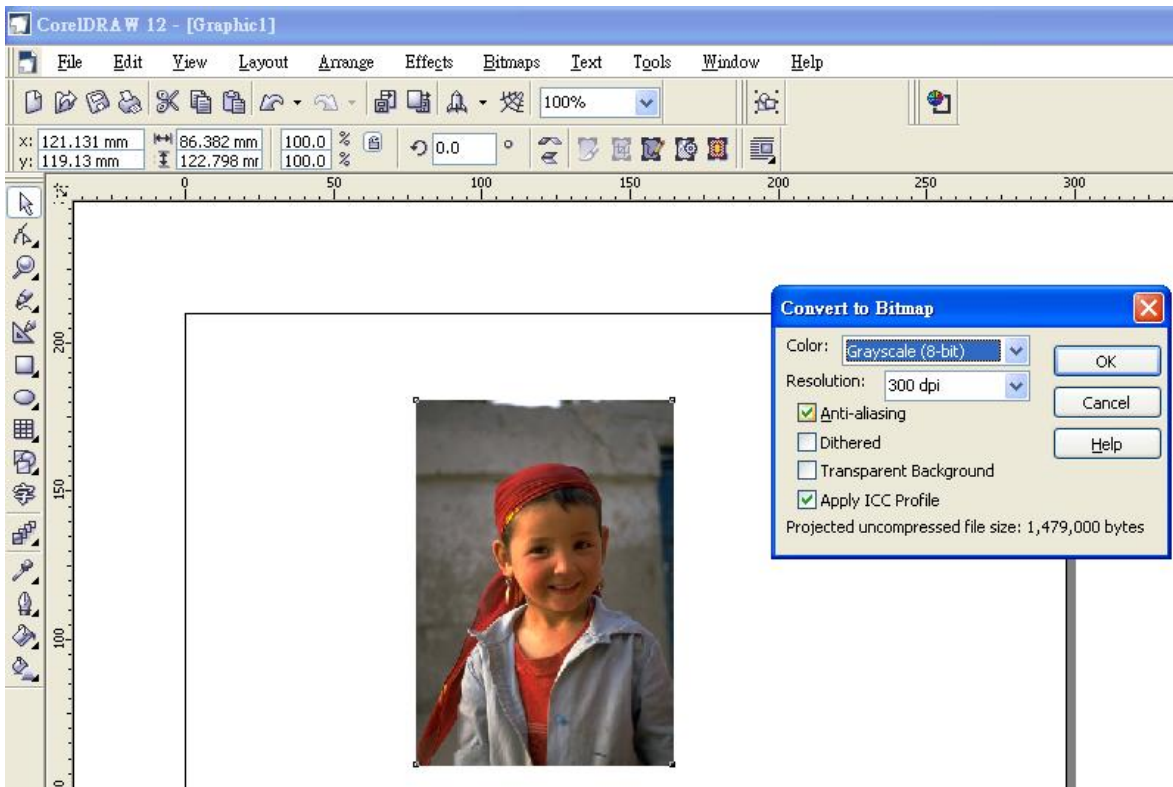 CorelDRAW 12 - [Graphic1]
File Edit View Layout Arrange Effects Bitmaps Text Tools Window Help
100%
x: 121.131 mm 86.382 mm 100.0 % 0.0 °
y: 119.13 mm 122.798 mr 100.0 %
0 50 100 150 200 250 300
200
150
字
100
0
Convert to Bitmap
Color: Grayscale (8-bit)
OK
Resolution: 300 dpi
Cancel
Anti-aliasing
Help
Dithered
Transparent Background
Apply ICC Profile
Projected uncompressed file size: 1,479,000 bytes